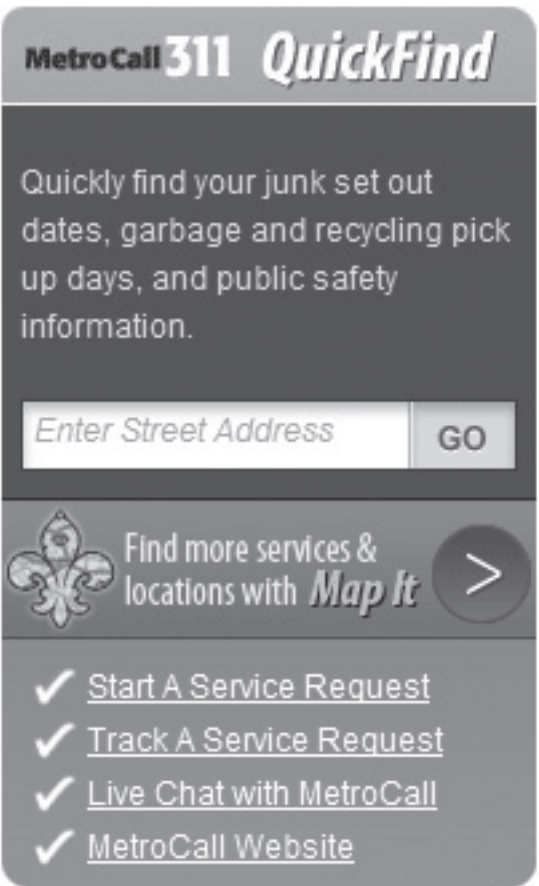 MetroCall 311 QuickFind
Quickly find your junk set out
dates, garbage and recycling pick
up days, and public safety
information.
Enter Street Address GO
Find more services &
locations with Map It >
Start A Service Request
Track A Service Request
Live Chat with MetroCall
MetroCall Website